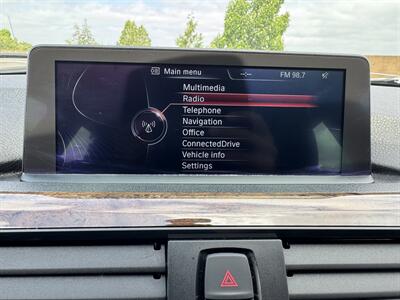 Main menu
--:--
FM 98.7
Multimedia
Radio
Telephone
Navigation
Office
ConnectedDrive
Vehicle info
Settings